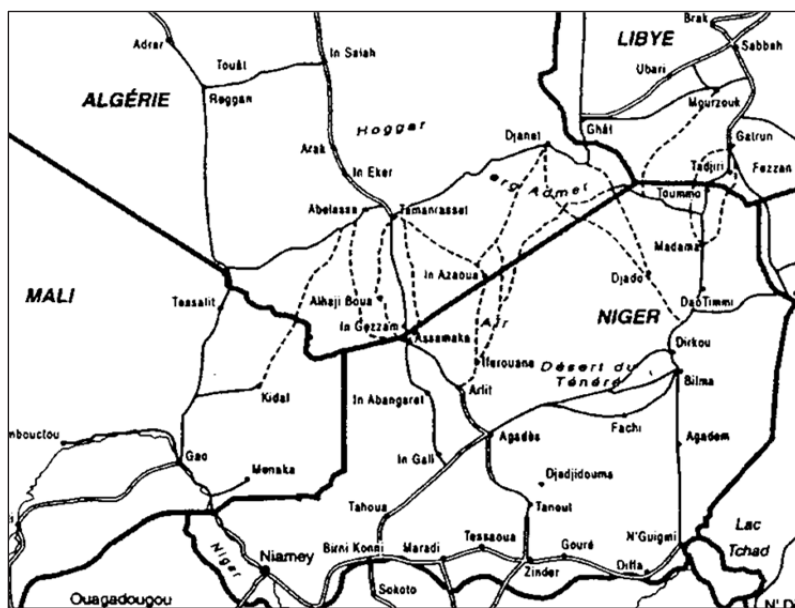 LIBYE
Brak
Sabbah
Adrar
In Salah
Ubari
Touât
Mourzouk
ALGÉRIE
Reggan
Hoggar
Djanet
Ghât
Gatrun
Arak
Tadjiri
Fezzan
In Eker
erg Admer
Toummo
Abelassa
Tamanrasset
Madama
In Azaoua
Djado
MALI
Tessalit
Alhaji Boua
DaoTimmi
NIGER
In Gezzam
Assamaka
Aïr
Dirkou
Iferouane
Désert du
Ténéré
Bilma
Kidal
Arlit
In Abangaret
Fachi
mbouctou
Agadès
Agadem
Gao
In Gall
Menaka
Djadjidouma
Tahoua
Tanout
Lac
Tchad
N'Guigmi
Niger
Niamey
Birni Konni
Maradi
Tessaoua
Gouré
Diffa
Zinder
Ouagadougou
Sokoto
N'D